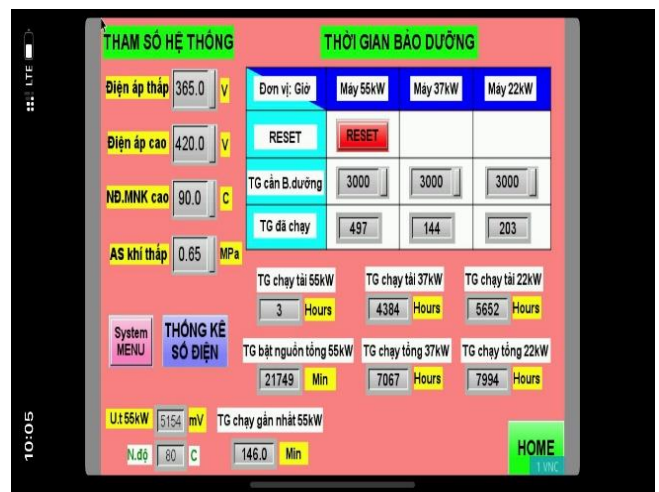 THAM SỐ HỆ THỐNG
THỜI GIAN BẢO DƯỠNG
Điện áp thấp 365.0 V
Đơn vị: Giờ Máy 55kW Máy 37kW Máy 22kW
Điện áp cao 420.0 V
RESET RESET
TG cần B.dưỡng 3000 3000 3000
NĐ.MNK cao 90.0 C
TG đã chạy 497 144 203
AS khí thấp 0.65 MPa
TG chạy tải 55kW TG chạy tải 37kW TG chạy tải 22kW
3 Hours 4384 Hours 5652 Hours
System MENU
THỐNG KÊ SỐ ĐIỆN
TG bật nguồn tổng 55kW TG chạy tổng 37kW TG chạy tổng 22kW
21749 Min 7067 Hours 7994 Hours
U.t 55kW 5154 mV TG chạy gần nhất 55kW
N.độ 80 C 146.0 Min
HOME
1 VNC
LTE
10:05